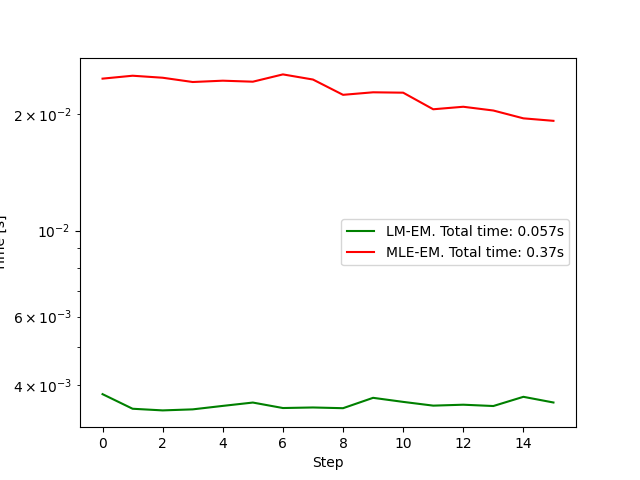 2 × 10⁻²
10⁻²
6 × 10⁻³
4 × 10⁻³
LM-EM. Total time: 0.057s
MLE-EM. Total time: 0.37s
0 2 4 6 8 10 12 14
Step
[s]